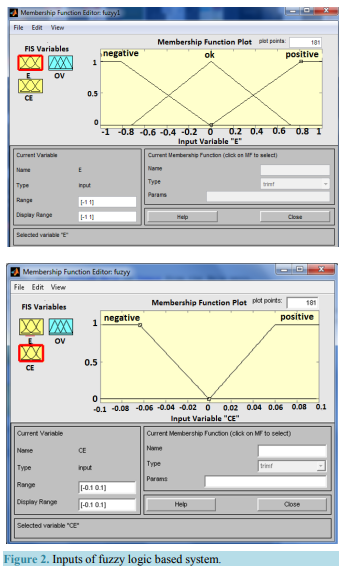 Membership Function Editor: fuzyy1
File Edit View
FIS Variables
Membership Function Plot plot points: 181
E OV
CE
negative ok positive
1
0.5
0
-1 -0.8 -0.6 -0.4 -0.2 0 0.2 0.4 0.6 0.8 1
Input Variable "E"
Current Variable
Name E
Type input
Range [-1 1]
Display Range [-1 1]
Current Membership Function (click on MF to select)
Name
Type trimf
Params
Help Close
Selected variable "E"
Membership Function Editor: fuzyy
File Edit View
FIS Variables
Membership Function Plot plot points: 181
E OV
CE
negative positive
1
0.5
0
-0.1 -0.08 -0.06 -0.04 -0.02 0 0.02 0.04 0.06 0.08 0.1
Input Variable "CE"
Current Variable
Name CE
Type input
Range [-0.1 0.1]
Display Range [-0.1 0.1]
Current Membership Function (click on MF to select)
Name
Type trimf
Params
Help Close
Selected variable "CE"
Figure 2. Inputs of fuzzy logic based system.